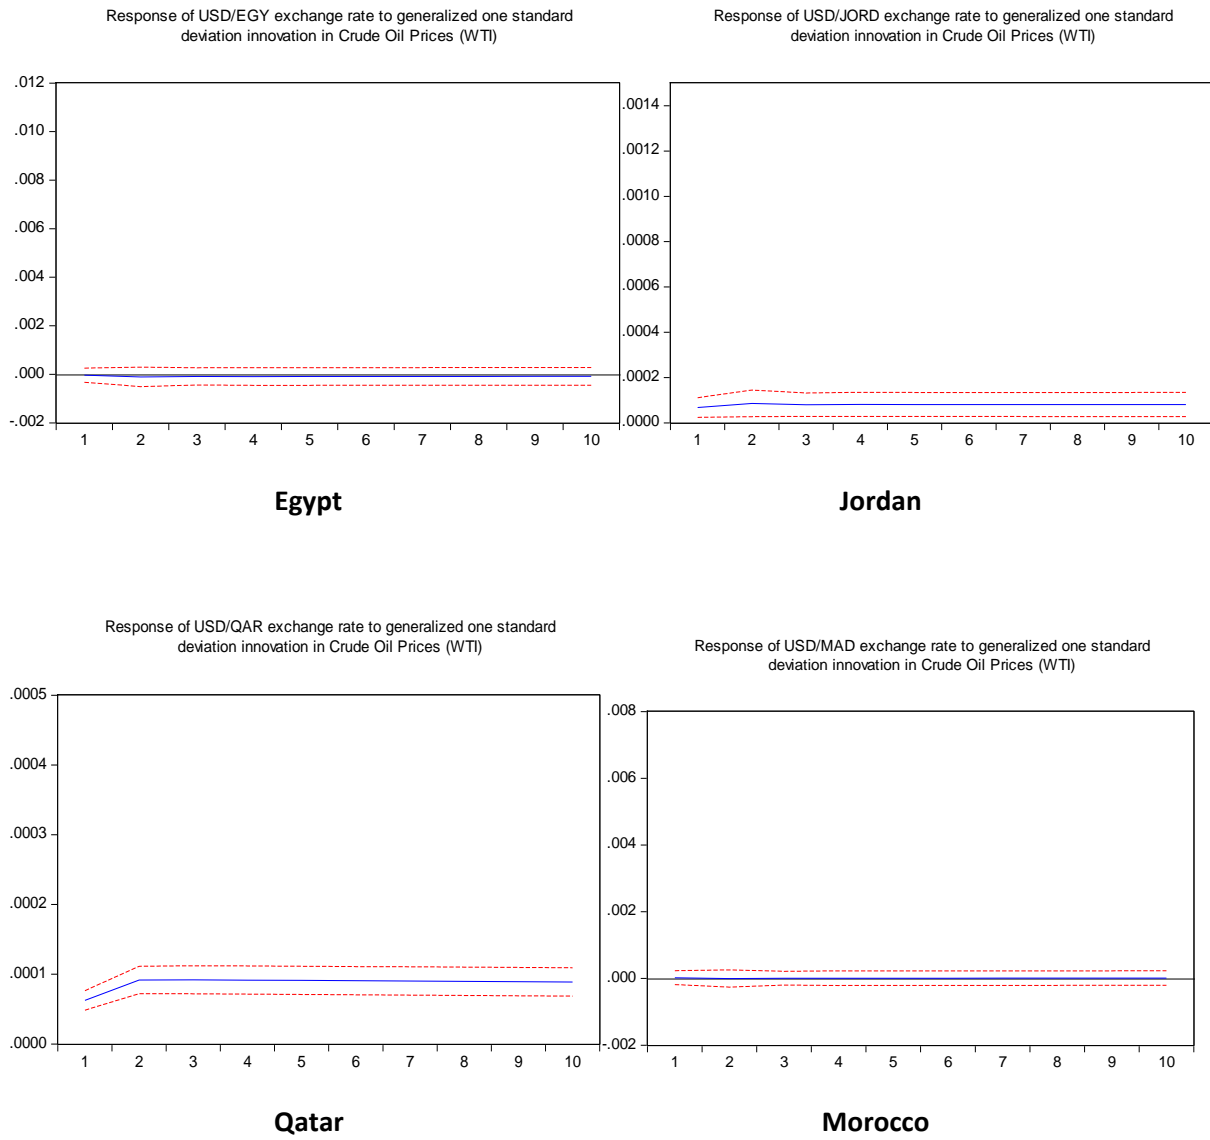 Response of USD/EGY exchange rate to generalized one standard
deviation innovation in Crude Oil Prices (WTI)
.012
.010
.008
.006
.004
.002
.000
-.002
1 2 3 4 5 6 7 8 9 10
Egypt
Response of USD/JORD exchange rate to generalized one standard
deviation innovation in Crude Oil Prices (WTI)
.0014
.0012
.0010
.0008
.0006
.0004
.0002
.0000
1 2 3 4 5 6 7 8 9 10
Jordan
Response of USD/QAR exchange rate to generalized one standard
deviation innovation in Crude Oil Prices (WTI)
.0005
.0004
.0003
.0002
.0001
.0000
1 2 3 4 5 6 7 8 9 10
Qatar
Response of USD/MAD exchange rate to generalized one standard
deviation innovation in Crude Oil Prices (WTI)
.008
.006
.004
.002
.000
-.002
1 2 3 4 5 6 7 8 9 10
Morocco